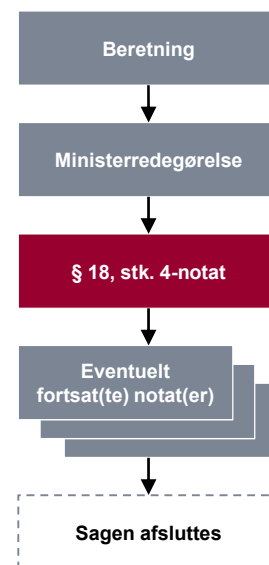 Beretning
Ministerredegørelse
§ 18, stk. 4-notat
Eventuelt
fortsat(te) notat(er)
Sagen afsluttes